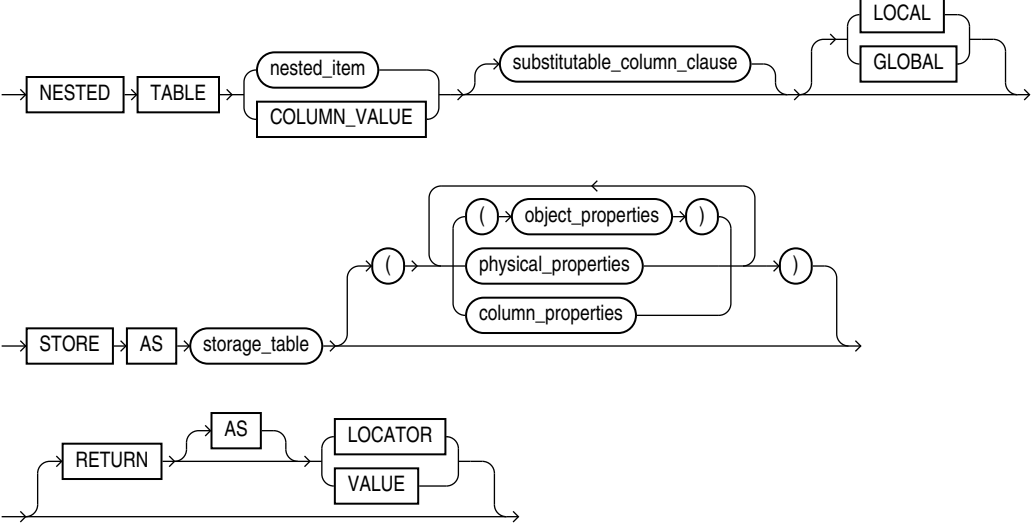 LOCAL
nested_item substitutable_column_clause
NESTED TABLE GLOBAL
COLUMN_VALUE
( object_properties )
( physical_properties )
column_properties
STORE AS storage_table
AS LOCATOR
RETURN
VALUE